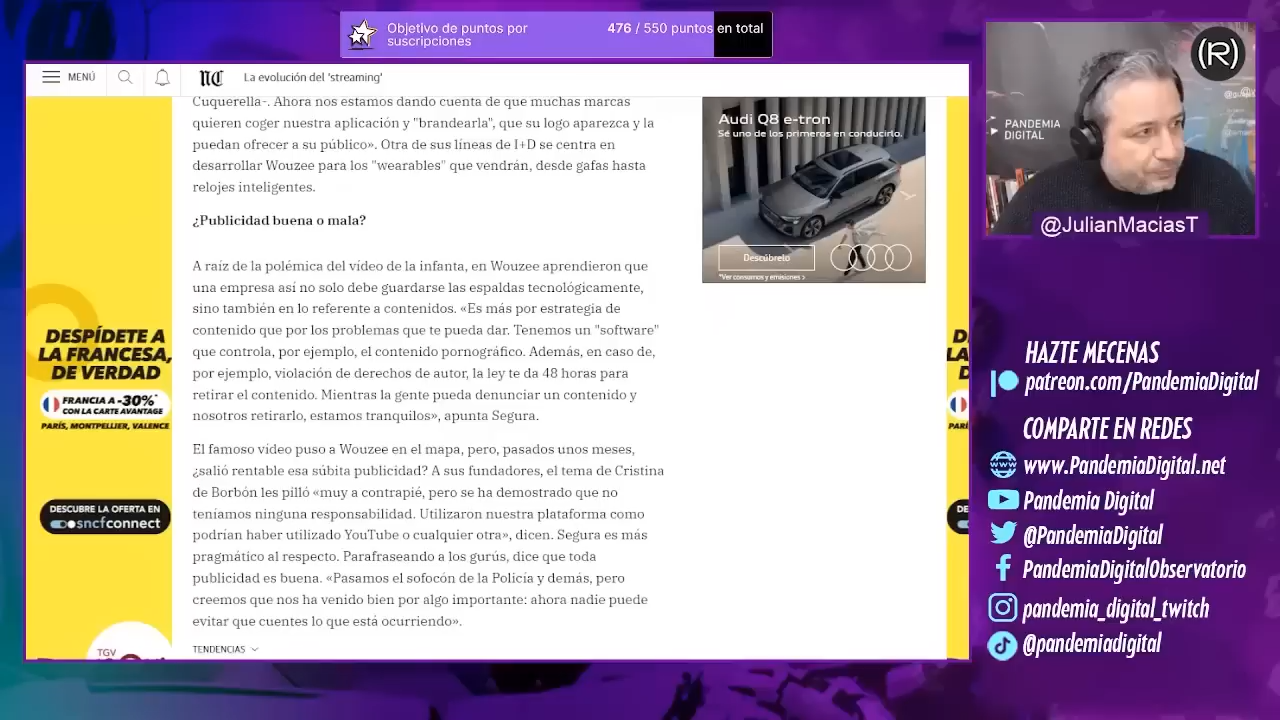 Objetivo de puntos por
suscripciones
476 / 550 puntos en total
MENÚ
La evolución del 'streaming'
Cuquerella-. Ahora nos estamos dando cuenta de que muchas marcas
quieren coger nuestra aplicación y "brandearla", que su logo aparezca y la
puedan ofrecer a su público». Otra de sus líneas de I+D se centra en
desarrollar Wouzee para los "wearables" que vendrán, desde gafas hasta
relojes inteligentes.
¿Publicidad buena o mala?
A raíz de la polémica del vídeo de la infanta, en Wouzee aprendieron que
una empresa así no solo debe guardarse las espaldas tecnológicamente,
sino también en lo referente a contenidos. «Es más por estrategia de
contenido que por los problemas que te pueda dar. Tenemos un "software"
que controla, por ejemplo, el contenido pornográfico. Además, en caso de,
por ejemplo, violación de derechos de autor, la ley te da 48 horas para
retirar el contenido. Mientras la gente pueda denunciar un contenido y
nosotros retirarlo, estamos tranquilos», apunta Segura.
El famoso vídeo puso a Wouzee en el mapa, pero, pasados unos meses,
¿salió rentable esa súbita publicidad? A sus fundadores, el tema de Cristina
de Borbón les pilló «muy a contrapié, pero se ha demostrado que no
teníamos ninguna responsabilidad. Utilizaron nuestra plataforma como
podrían haber utilizado YouTube o cualquier otra», dicen. Segura es más
pragmático al respecto. Parafraseando a los gurús, dice que toda
publicidad es buena. «Pasamos el sofocón de la Policía y demás, pero
creemos que nos ha venido bien por algo importante: ahora nadie puede
evitar que cuentes lo que está ocurriendo».
TENDENCIAS
DESPÍDETE A
LA FRANCESA,
DE VERDAD
FRANCIA A -30%*
CON LA CARTE AVANTAGE
PARÍS, MONTPELLIER, VALENCE
DESCUBRE LA OFERTA EN
sncfconnect
TGV
Audi Q8 e-tron
Sé uno de los primeros en conducirlo.
Descúbrelo
*Ver consumos y emisiones >
PANDEMIA
DIGITAL
(R)
@JulianMaciasT
HAZTE MECENAS
patreon.com/PandemiaDigital
COMPARTE EN REDES
www.PandemiaDigital.net
Pandemia Digital
@PandemiaDigital
PandemiaDigitalObservatorio
pandemia_digital_twitch
@pandemiadigital